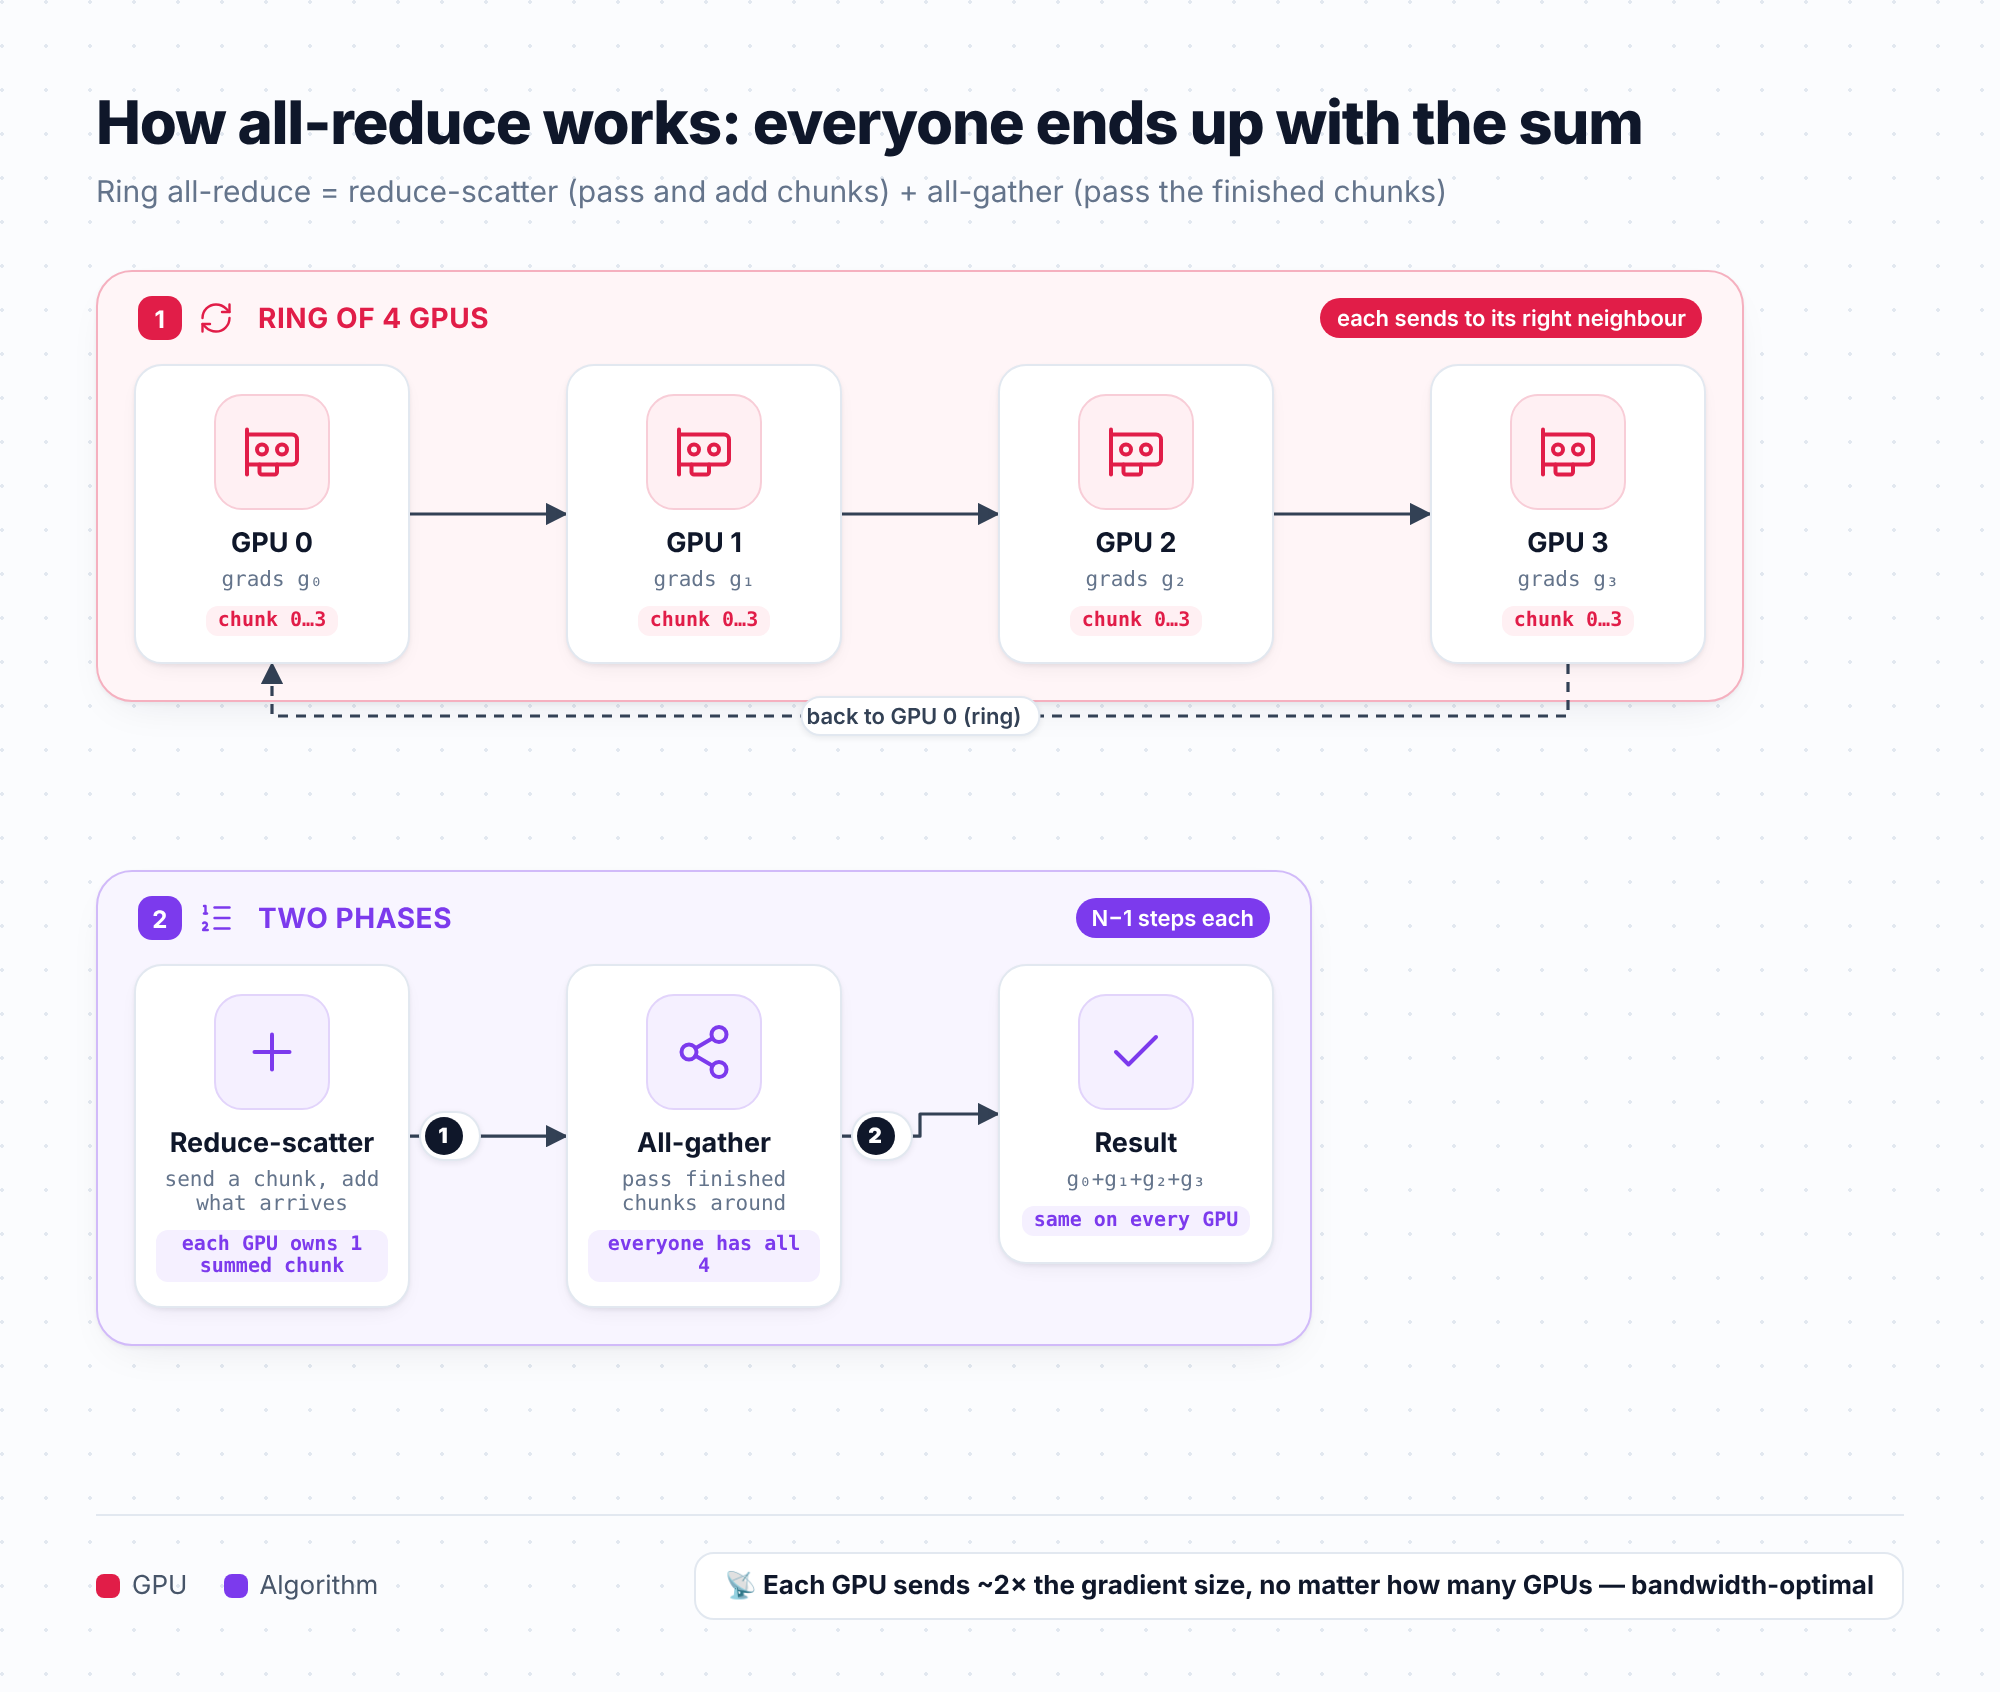 How all-reduce works: everyone ends up with the sum
Ring all-reduce = reduce-scatter (pass and add chunks) + all-gather (pass the finished chunks)
1 RING OF 4 GPUS
each sends to its right neighbour
GPU 0
grads g₀
chunk 0…3
GPU 1
grads g₁
chunk 0…3
GPU 2
grads g₂
chunk 0…3
GPU 3
grads g₃
chunk 0…3
back to GPU 0 (ring)
2 TWO PHASES
N−1 steps each
Reduce-scatter
send a chunk, add
what arrives
each GPU owns 1
summed chunk
1
All-gather
pass finished
chunks around
everyone has all
4
2
Result
g₀+g₁+g₂+g₃
same on every GPU
GPU
Algorithm
📡 Each GPU sends ~2× the gradient size, no matter how many GPUs — bandwidth-optimal